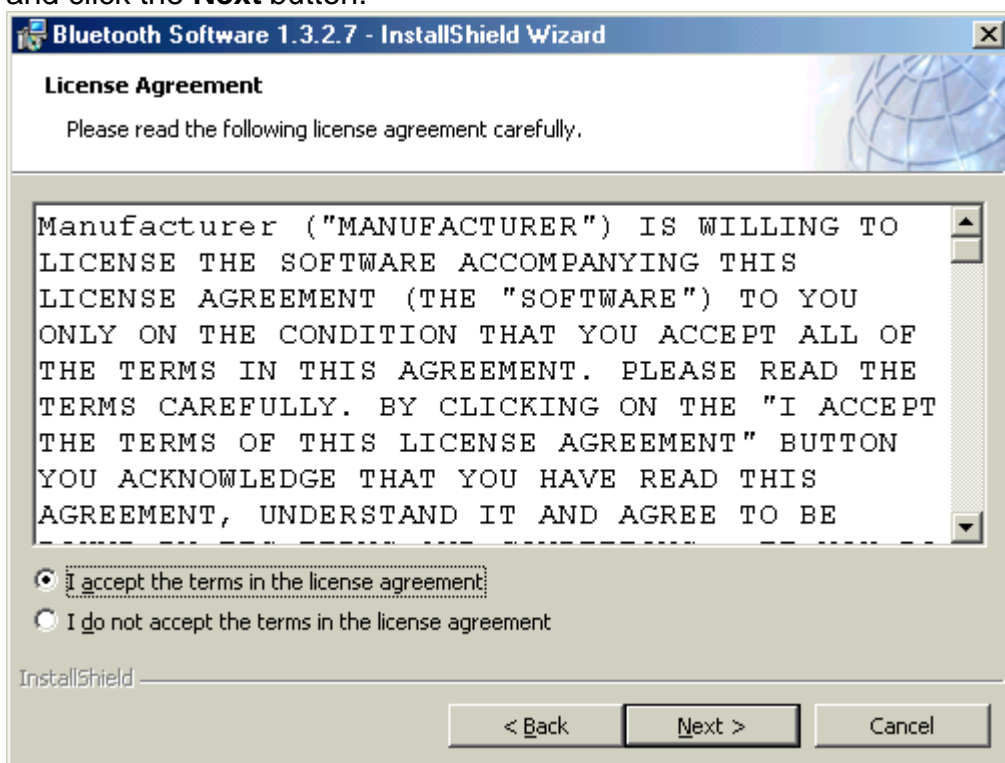 and click the Next button.
Bluetooth Software 1.3.2.7 - InstallShield Wizard
License Agreement
Please read the following license agreement carefully.
Manufacturer ("MANUFACTURER") IS WILLING TO
LICENSE THE SOFTWARE ACCOMPANYING THIS
LICENSE AGREEMENT (THE "SOFTWARE") TO YOU
ONLY ON THE CONDITION THAT YOU ACCEPT ALL OF
THE TERMS IN THIS AGREEMENT. PLEASE READ THE
TERMS CAREFULLY. BY CLICKING ON THE "I ACCEPT
THE TERMS OF THIS LICENSE AGREEMENT" BUTTON
YOU ACKNOWLEDGE THAT YOU HAVE READ THIS
AGREEMENT, UNDERSTAND IT AND AGREE TO BE
I accept the terms in the license agreement
I do not accept the terms in the license agreement
InstallShield
< Back Next > Cancel